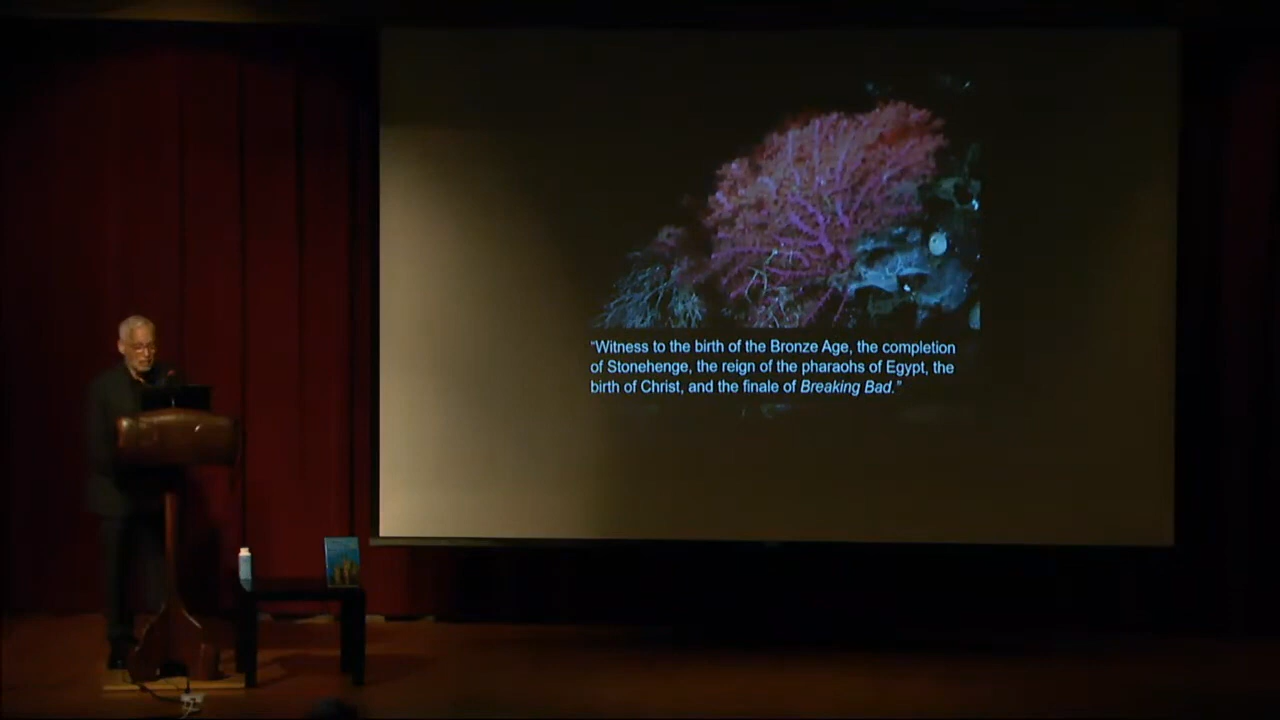 “Witness to the birth of the Bronze Age, the completion
of Stonehenge, the reign of the pharaohs of Egypt, the
birth of Christ, and the finale of Breaking Bad.”